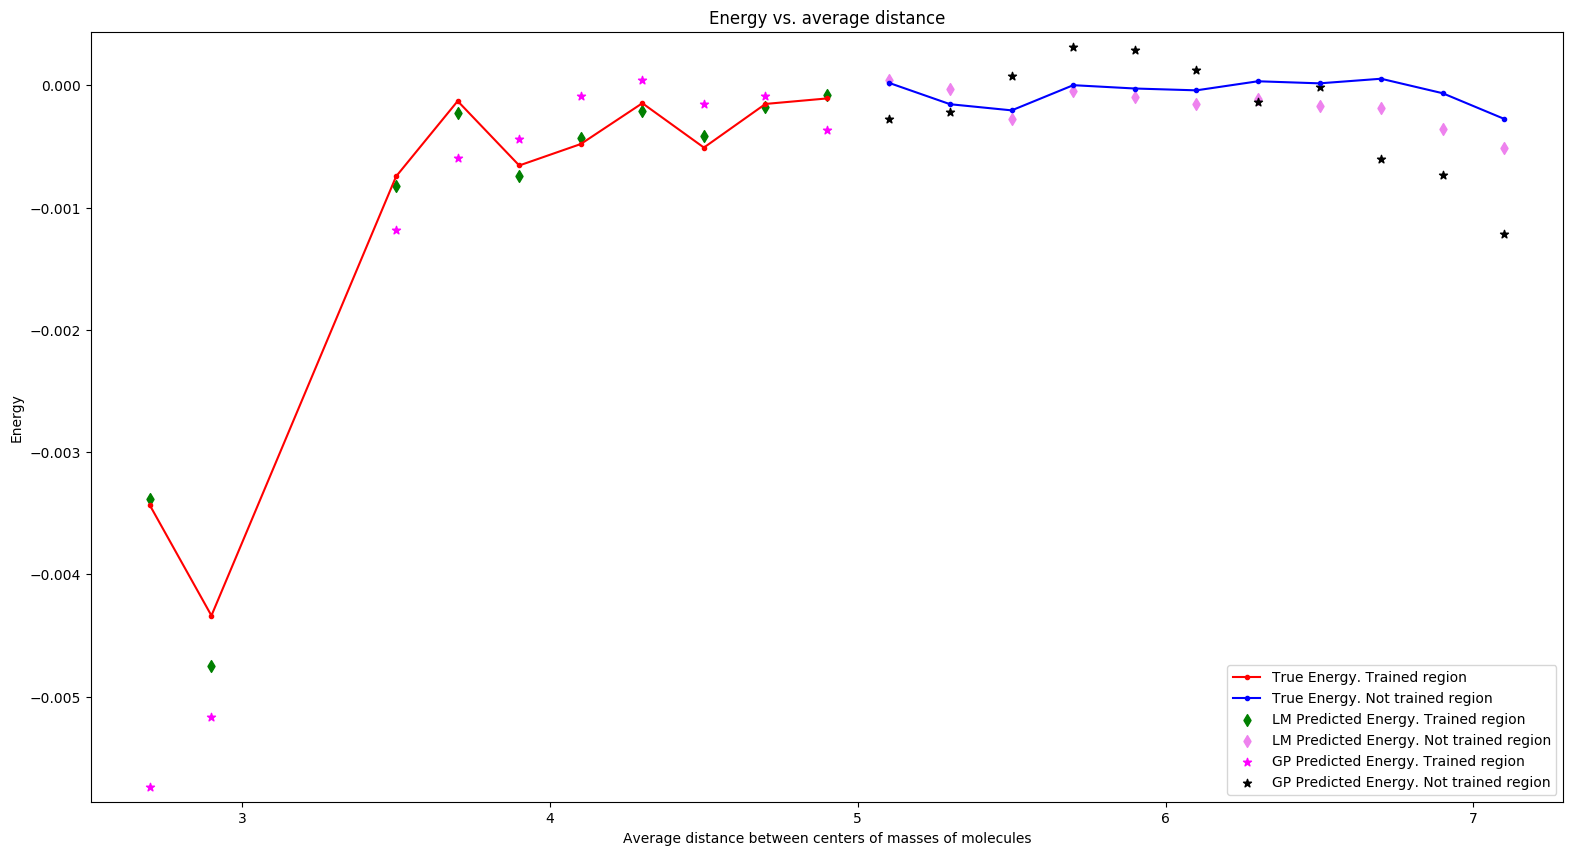 Energy vs. average distance
0.000
−0.001
−0.002
−0.003
−0.004
−0.005
Energy
3 4 5 6 7
Average distance between centers of masses of molecules
True Energy. Trained region
True Energy. Not trained region
LM Predicted Energy. Trained region
LM Predicted Energy. Not trained region
GP Predicted Energy. Trained region
GP Predicted Energy. Not trained region